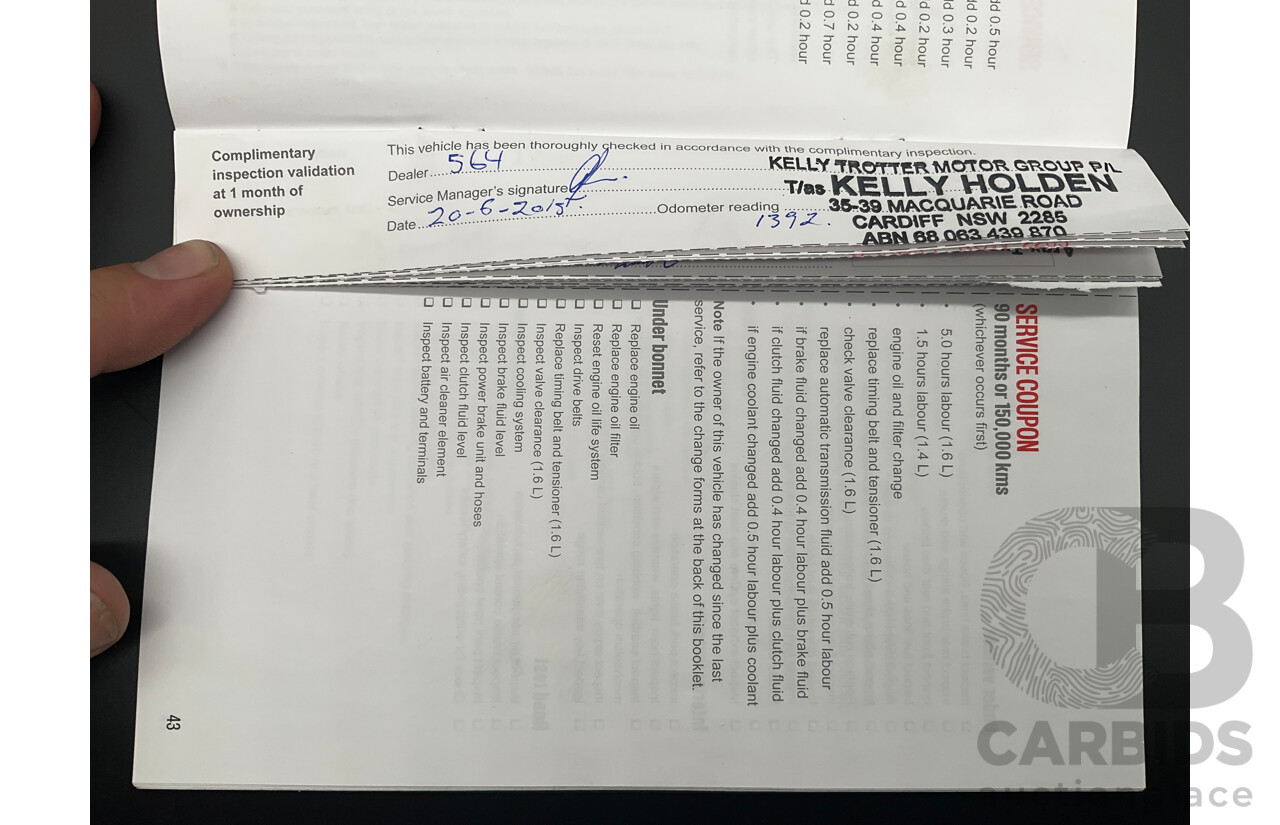 dd 0.5 hour
dd 0.2 hour
d 0.3 hour
dd 0.2 hour
d 0.4 hour
d 0.4 hour
d 0.2 hour
d 0.7 hour
d 0.2 hour
Complimentary
inspection validation
at 1 month of
ownership
This vehicle has been thoroughly checked in accordance with the complimentary inspection.
Dealer 564
Service Manager's signature
Date 20-6-2015 Odometer reading 1392.
KELLY TROTTER MOTOR GROUP P/L
T/as KELLY HOLDEN
35-39 MACQUARIE ROAD
CARDIFF NSW 2285
ABN 68 063 439 870
SERVICE COUPON
90 months or 150,000 kms
(whichever occurs first)
• 5.0 hours labour (1.6 L)
• 1.5 hours labour (1.4 L)
• engine oil and filter change
• replace timing belt and tensioner (1.6 L)
• check valve clearance (1.6 L)
• replace automatic transmission fluid add 0.5 hour labour
• if brake fluid changed add 0.4 hour labour plus brake fluid
• if clutch fluid changed add 0.4 hour labour plus clutch fluid
• if engine coolant changed add 0.5 hour labour plus coolant
Note If the owner of this vehicle has changed since the last
service, refer to the change forms at the back of this booklet.
Under bonnet
❑ Replace engine oil
❑ Replace engine oil filter
❑ Reset engine oil life system
❑ Inspect drive belts
❑ Replace timing belt and tensioner (1.6 L)
❑ Inspect valve clearance (1.6 L)
❑ Inspect cooling system
❑ Inspect brake fluid level
❑ Inspect power brake unit and hoses
❑ Inspect clutch fluid level
❑ Inspect air cleaner element
❑ Inspect battery and terminals
43
CB
CARBIDS
auctionplace